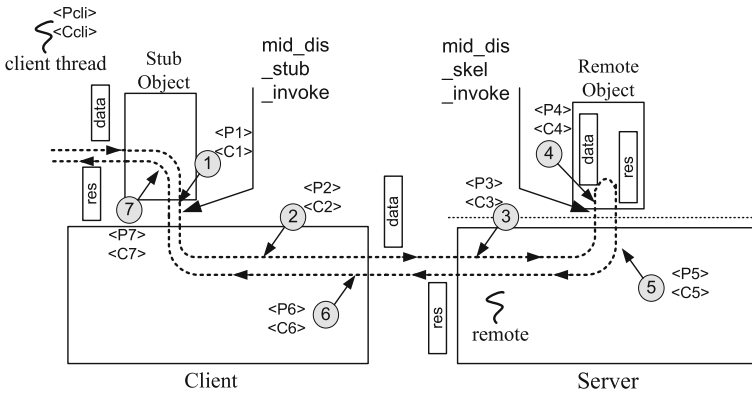 <Pcli>
<Ccli>
client thread
Stub
Object
mid_dis
_stub
_invoke
mid_dis
_skel
_invoke
Remote
Object
data
res
<P1>
<C1>
1
7
<P7>
<C7>
<P2>
<C2>
2
data
<P3>
<C3>
3
<P4>
<C4>
4
data
res
<P5>
<C5>
5
<P6>
<C6>
6
res
remote
Client
Server